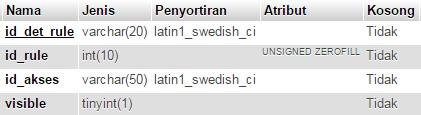 Nama Jenis Penyortiran Atribut Kosong
id_det_rule varchar(20) latin1_swedish_ci Tidak
id_rule int(10) UNSIGNED ZEROFILL Tidak
id_akses varchar(50) latin1_swedish_ci Tidak
visible tinyint(1) Tidak